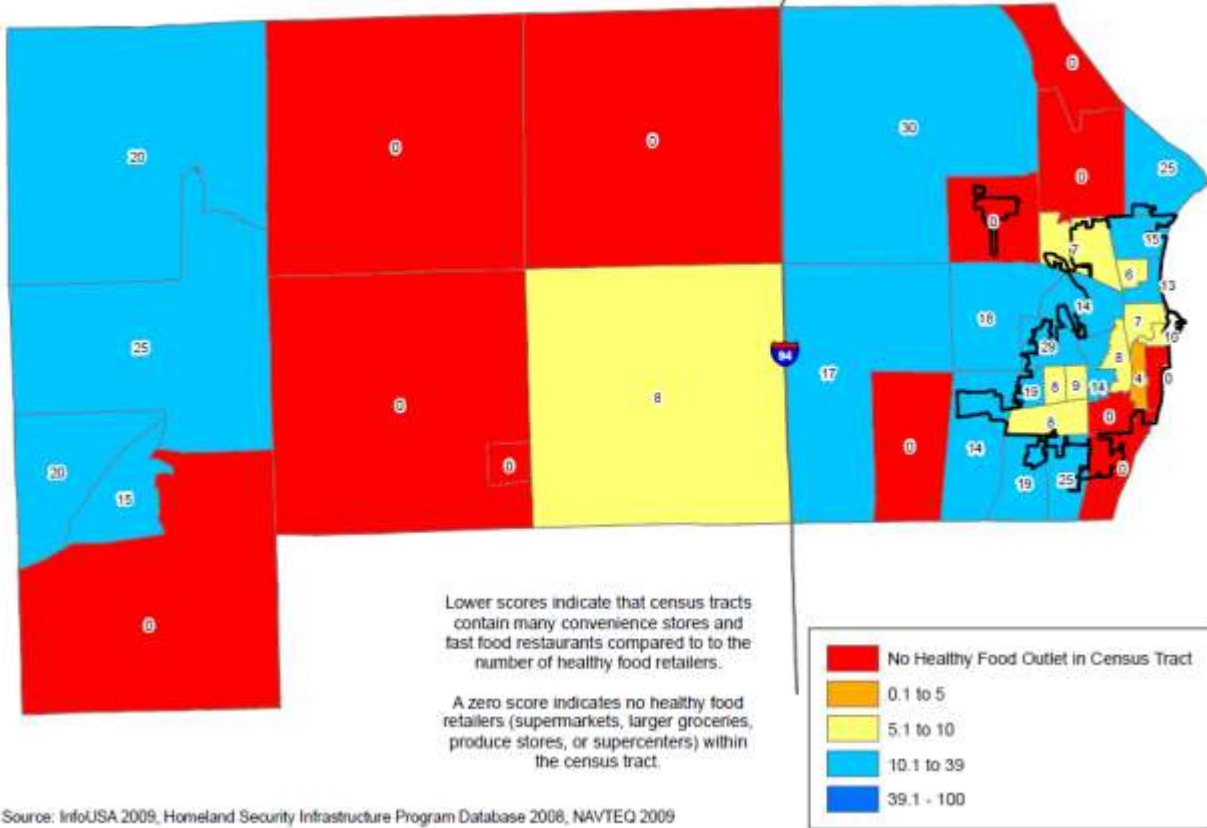 0
20
0
0
30
25
0
0
7
15
6
13
14
18
7
10
25
94
29
8
17
8
19
8
9
14
4
0
0
0
8
0
14
20
15
19
25
0
0
Lower scores indicate that census tracts
contain many convenience stores and
fast food restaurants compared to to the
number of healthy food retailers.
A zero score indicates no healthy food
retailers (supermarkets, larger groceries,
produce stores, or supercenters) within
the census tract.
No Healthy Food Outlet in Census Tract
0.1 to 5
5.1 to 10
10.1 to 39
39.1 - 100
Source: InfoUSA 2009, Homeland Security Infrastructure Program Database 2008, NAVTEQ 2009